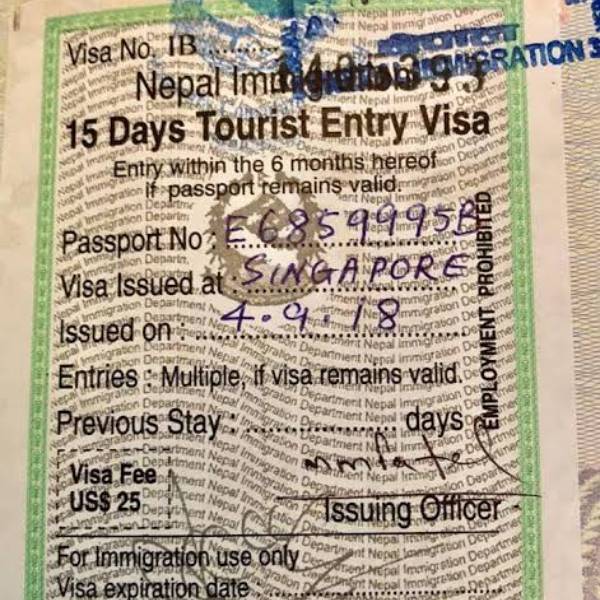 Visa No. IB ..........
IMMIGRATION 3
Nepal Immigration
15 Days Tourist Entry Visa
Entry within the 6 months hereof
if passport remains valid.
Passport No : E6859995B
Visa Issued at : SINGAPORE
Issued on : 4.9.18
Entries : Multiple, if visa remains valid.
Previous Stay : .................... days
EMPLOYMENT PROHIBITED
Visa Fee
US$ 25
Issuing Officer
For Immigration use only
Visa expiration date :